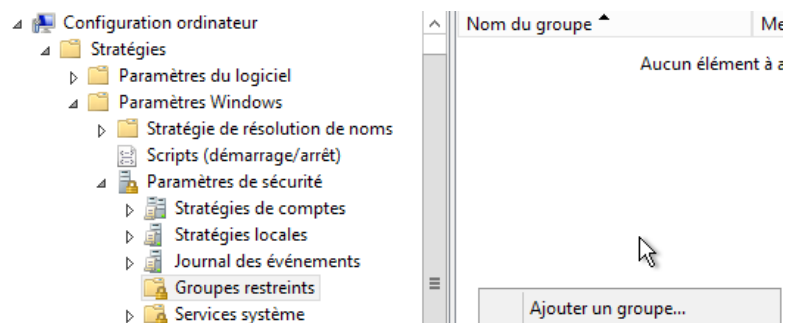 Configuration ordinateur
Stratégies
Paramètres du logiciel
Paramètres Windows
Stratégie de résolution de noms
Scripts (démarrage/arrêt)
Paramètres de sécurité
Stratégies de comptes
Stratégies locales
Journal des événements
Groupes restreints
Services système
Nom du groupe Me
Aucun élément à a
Ajouter un groupe...